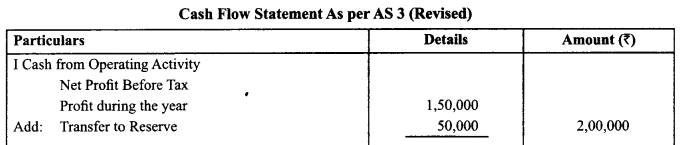 Cash Flow Statement As per AS 3 (Revised)
Particulars Details Amount (₹)
I Cash from Operating Activity
Net Profit Before Tax
Profit during the year 1,50,000
Add: Transfer to Reserve 50,000 2,00,000